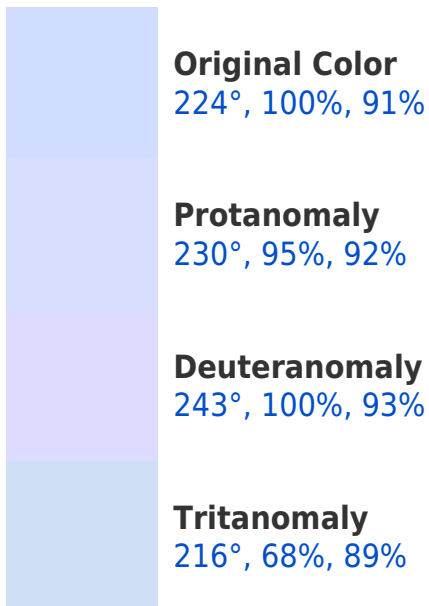 Original Color
224°, 100%, 91%
Protanomaly
230°, 95%, 92%
Deuteranomaly
243°, 100%, 93%
Tritanomaly
216°, 68%, 89%